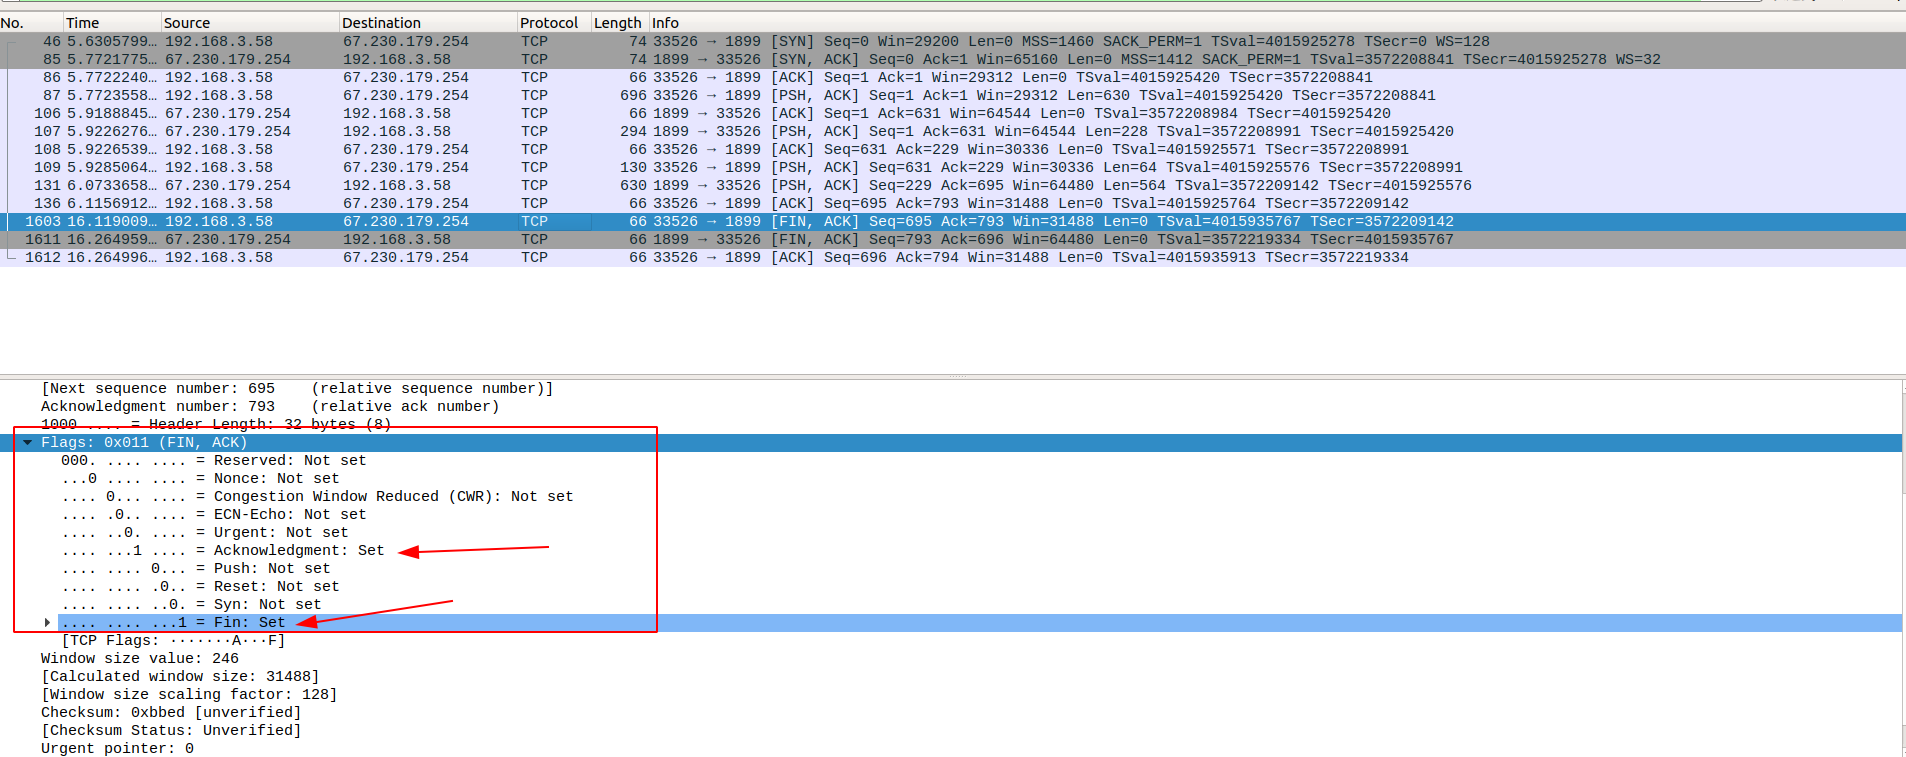 No. Time Source Destination Protocol Length Info
46 5.6305799… 192.168.3.58 67.230.179.254 TCP 74 33526 → 1899 [SYN] Seq=0 Win=29200 Len=0 MSS=1460 SACK_PERM=1 TSval=4015925278 TSecr=0 WS=128
85 5.7721775… 67.230.179.254 192.168.3.58 TCP 74 1899 → 33526 [SYN, ACK] Seq=0 Ack=1 Win=65160 Len=0 MSS=1412 SACK_PERM=1 TSval=3572208841 TSecr=4015925278 WS=32
86 5.7722240… 192.168.3.58 67.230.179.254 TCP 66 33526 → 1899 [ACK] Seq=1 Ack=1 Win=29312 Len=0 TSval=4015925420 TSecr=3572208841
87 5.7723558… 192.168.3.58 67.230.179.254 TCP 696 33526 → 1899 [PSH, ACK] Seq=1 Ack=1 Win=29312 Len=630 TSval=4015925420 TSecr=3572208841
106 5.9188845… 67.230.179.254 192.168.3.58 TCP 66 1899 → 33526 [ACK] Seq=1 Ack=631 Win=64544 Len=0 TSval=3572208984 TSecr=4015925420
107 5.9226276… 67.230.179.254 192.168.3.58 TCP 294 1899 → 33526 [PSH, ACK] Seq=1 Ack=631 Win=64544 Len=228 TSval=3572208991 TSecr=4015925420
108 5.9226539… 192.168.3.58 67.230.179.254 TCP 66 33526 → 1899 [ACK] Seq=631 Ack=229 Win=30336 Len=0 TSval=4015925571 TSecr=3572208991
109 5.9285064… 192.168.3.58 67.230.179.254 TCP 130 33526 → 1899 [PSH, ACK] Seq=631 Ack=229 Win=30336 Len=64 TSval=4015925576 TSecr=3572208991
131 6.0733658… 67.230.179.254 192.168.3.58 TCP 630 1899 → 33526 [PSH, ACK] Seq=229 Ack=695 Win=64480 Len=564 TSval=3572209142 TSecr=4015925576
136 6.1156912… 192.168.3.58 67.230.179.254 TCP 66 33526 → 1899 [ACK] Seq=695 Ack=793 Win=31488 Len=0 TSval=4015925764 TSecr=3572209142
1603 16.119009… 192.168.3.58 67.230.179.254 TCP 66 33526 → 1899 [FIN, ACK] Seq=695 Ack=793 Win=31488 Len=0 TSval=4015935767 TSecr=3572209142
1611 16.264959… 67.230.179.254 192.168.3.58 TCP 66 1899 → 33526 [FIN, ACK] Seq=793 Ack=696 Win=64480 Len=0 TSval=3572219334 TSecr=4015935767
1612 16.264996… 192.168.3.58 67.230.179.254 TCP 66 33526 → 1899 [ACK] Seq=696 Ack=794 Win=31488 Len=0 TSval=4015935913 TSecr=3572219334
[Next sequence number: 695    (relative sequence number)]
Acknowledgment number: 793    (relative ack number)
1000 .... = Header Length: 32 bytes (8)
Flags: 0x011 (FIN, ACK)
000. .... .... = Reserved: Not set
...0 .... .... = Nonce: Not set
.... 0... .... = Congestion Window Reduced (CWR): Not set
.... .0.. .... = ECN-Echo: Not set
.... ..0. .... = Urgent: Not set
.... ...1 .... = Acknowledgment: Set
.... .... 0... = Push: Not set
.... .... .0.. = Reset: Not set
.... .... ..0. = Syn: Not set
.... .... ...1 = Fin: Set
[TCP Flags: ·······A···F]
Window size value: 246
[Calculated window size: 31488]
[Window size scaling factor: 128]
Checksum: 0xbbed [unverified]
[Checksum Status: Unverified]
Urgent pointer: 0